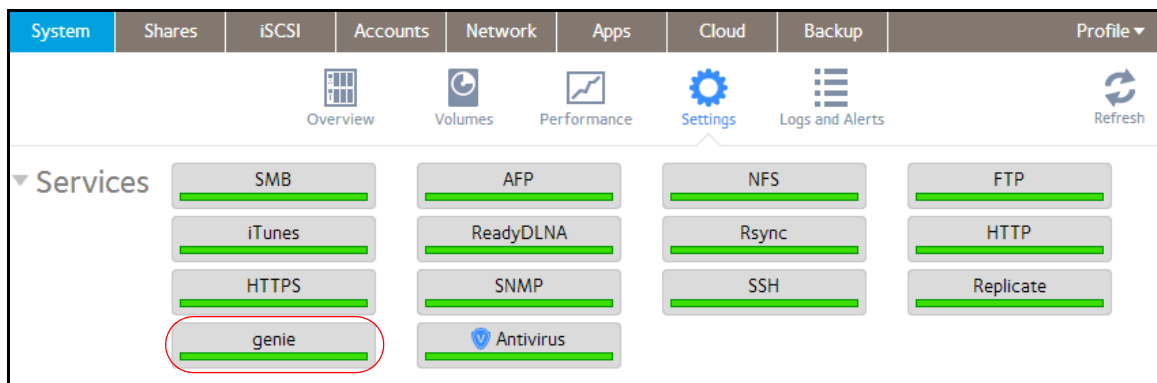 System Shares iSCSI Accounts Network Apps Cloud Backup Profile
Overview Volumes Performance Settings Logs and Alerts Refresh
Services SMB AFP NFS FTP
iTunes ReadyDLNA Rsync HTTP
HTTPS SNMP SSH Replicate
genie Antivirus